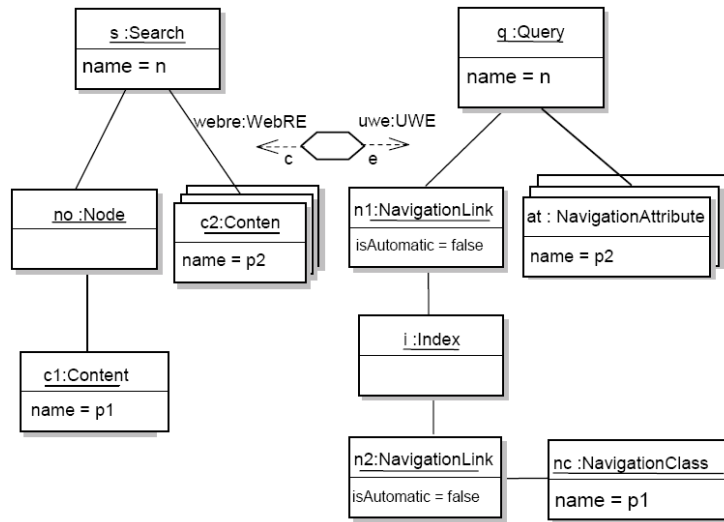 s :Search
name = n
q :Query
name = n
webre:WebRE
uwe:UWE
c
e
no :Node
c2:Conten
name = p2
n1:NavigationLink
isAutomatic = false
at : NavigationAttribute
name = p2
i :Index
c1:Content
name = p1
n2:NavigationLink
isAutomatic = false
nc :NavigationClass
name = p1